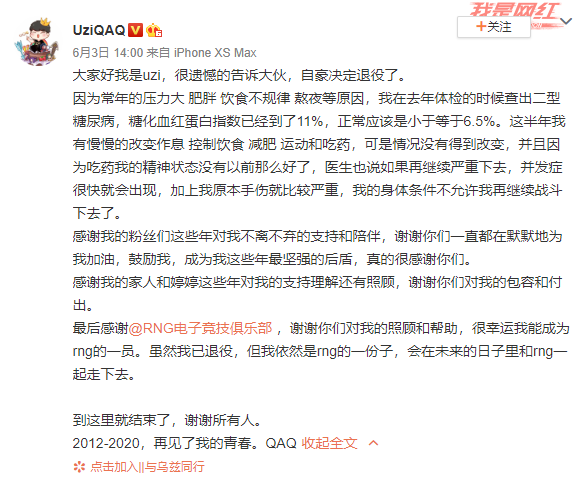 我是网红
UziQAQ
+关注
6月3日 14:00 来自 iPhone XS Max
大家好我是uzi，很遗憾的告诉大伙，自豪决定退役了。
因为常年的压力大 肥胖 饮食不规律 熬夜等原因，我在去年体检的时候查出二型
糖尿病，糖化血红蛋白指数已经到了11%，正常应该是小于等于6.5%。这半年我
有慢慢的改变作息 控制饮食 减肥 运动和吃药，可是情况没有得到改变，并且因
为吃药我的精神状态没有以前那么好了，医生也说如果再继续严重下去，并发症
很快就会出现，加上我原本手伤就比较严重，我的身体条件不允许我再继续战斗
下去了。
感谢我的粉丝们这些年对我不离不弃的支持和陪伴，谢谢你们一直都在默默地为
我加油，鼓励我，成为我这些年最坚强的后盾，真的很感谢你们。
感谢我的家人和婷婷这些年对我的支持理解还有照顾，谢谢你们对我的包容和付
出。
最后感谢@RNG电子竞技俱乐部 ，谢谢你们对我的照顾和帮助，很幸运我能成为
rng的一员。虽然我已退役，但我依然是rng的一份子，会在未来的日子里和rng一
起走下去。
到这里就结束了，谢谢所有人。
2012-2020，再见了我的青春。QAQ 收起全文
点击加入||与乌兹同行